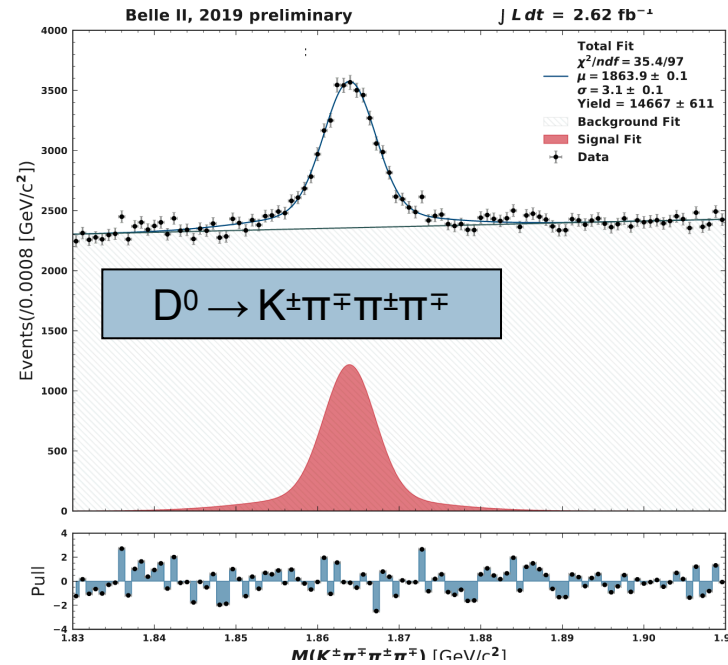 Belle II, 2019 preliminary
∫ L dt = 2.62 fb⁻¹
Total Fit
χ²/ndf = 35.4/97
μ = 1863.9 ± 0.1
σ = 3.1 ± 0.1
Yield = 14667 ± 611
Background Fit
Signal Fit
Data
Events(/0.0008 [GeV/c²])
4000
3500
3000
2500
2000
1500
1000
500
0
D⁰ → K±π∓π±π∓
Pull
4
2
0
−2
−4
1.83 1.84 1.85 1.86 1.87 1.88 1.89 1.90 1.9
M(K±π∓π±π∓) [GeV/c²]